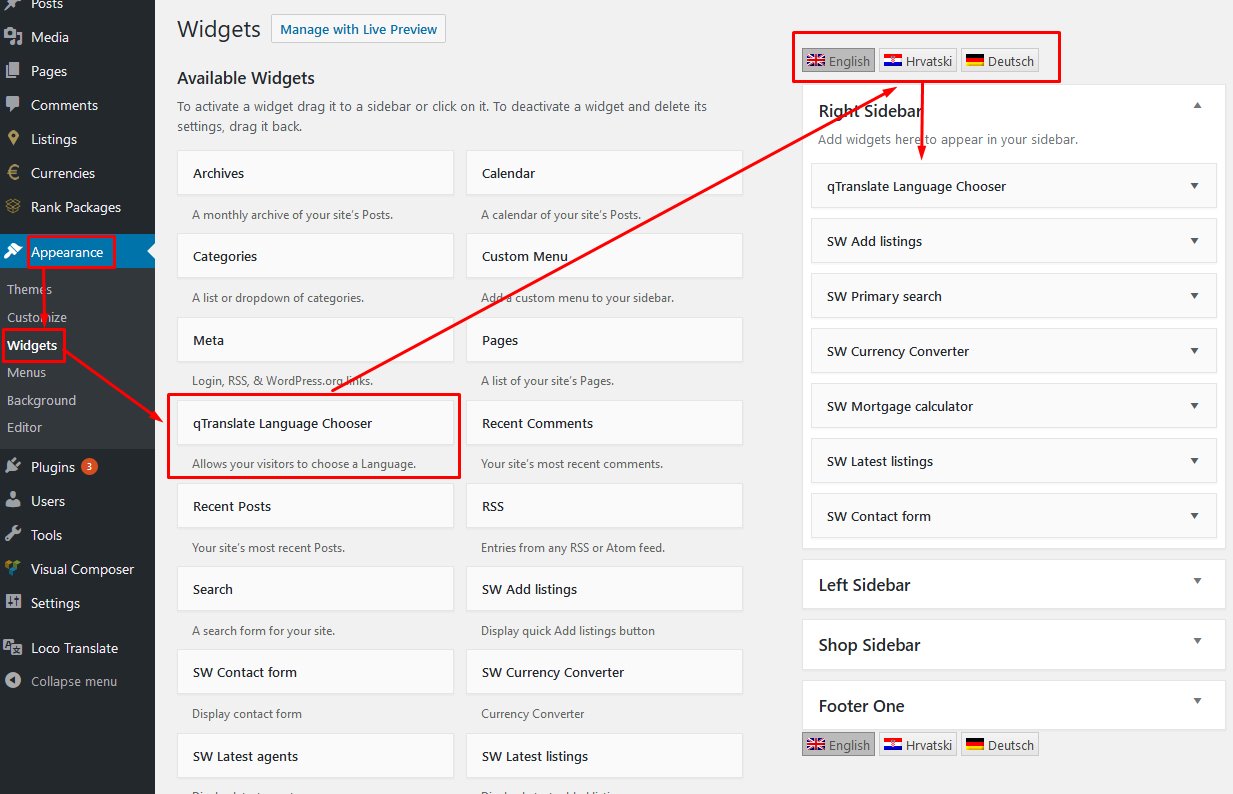 Posts
Media
Pages
Comments
Listings
Currencies
Rank Packages
Appearance
Themes
Customize
Widgets
Menus
Background
Editor
Plugins 3
Users
Tools
Visual Composer
Settings
Loco Translate
Collapse menu
Widgets Manage with Live Preview
Available Widgets
To activate a widget drag it to a sidebar or click on it. To deactivate a widget and delete its
settings, drag it back.
Archives
A monthly archive of your site's Posts.
Calendar
A calendar of your site's Posts.
Categories
A list or dropdown of categories.
Custom Menu
Add a custom menu to your sidebar.
Meta
Login, RSS, & WordPress.org links.
Pages
A list of your site's Pages.
qTranslate Language Chooser
Allows your visitors to choose a Language.
Recent Comments
Your site's most recent comments.
Recent Posts
Your site's most recent Posts.
RSS
Entries from any RSS or Atom feed.
Search
A search form for your site.
SW Add listings
Display quick Add listings button
SW Contact form
Display contact form
SW Currency Converter
Currency Converter
SW Latest agents
SW Latest listings
English Hrvatski Deutsch
Right Sidebar
Add widgets here to appear in your sidebar.
qTranslate Language Chooser
SW Add listings
SW Primary search
SW Currency Converter
SW Mortgage calculator
SW Latest listings
SW Contact form
Left Sidebar
Shop Sidebar
Footer One
English Hrvatski Deutsch